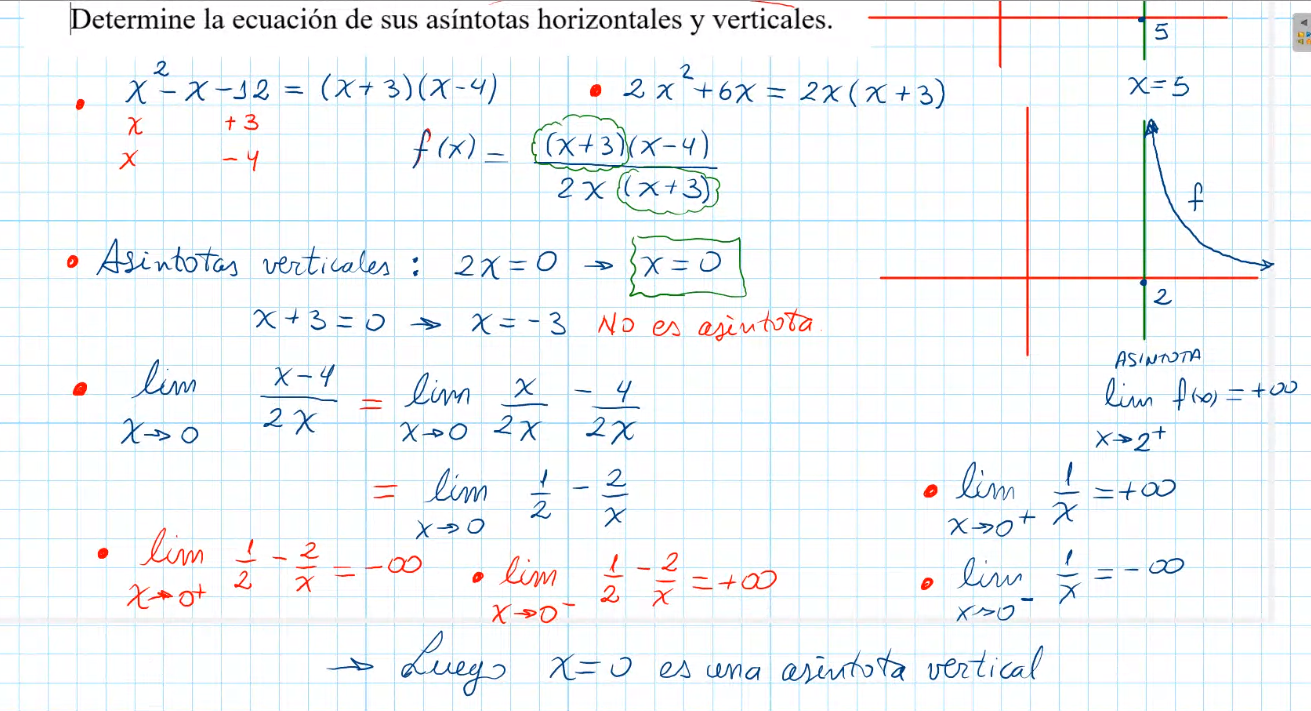 Determine la ecuación de sus asíntotas horizontales y verticales.
5
x=5
• x²-x-12 = (x+3)(x-4)
x +3
x -4
• 2x²+6x = 2x(x+3)
f(x) = (x+3)(x-4) / 2x(x+3)
f
2
• Asintotas verticales : 2x=0 → x=0
x+3=0 → x=-3 NO es asintota
• lim x→0 (x-4)/2x = lim x→0 x/2x - 4/2x
= lim x→0 1/2 - 2/x
• lim x→0⁺ 1/2 - 2/x = -∞
• lim x→0⁻ 1/2 - 2/x = +∞
ASINTOTA
lim f(x) = +∞
x→2⁺
• lim x→0⁺ 1/x = +∞
• lim x→0⁻ 1/x = -∞
→ Luego x=0 es una asintota vertical